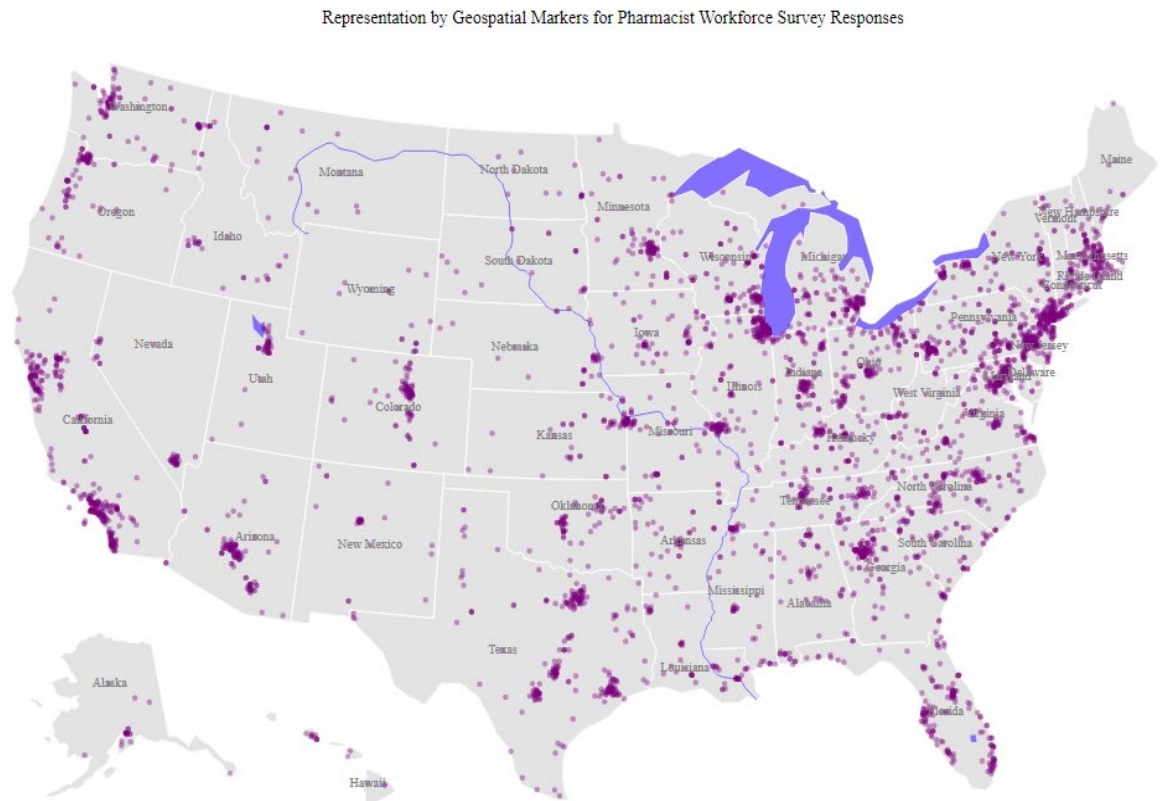 Representation by Geospatial Markers for Pharmacist Workforce Survey Responses
Washington
Montana
North Dakota
Minnesota
Maine
Oregon
Idaho
Wyoming
South Dakota
Wisconsin
Michigan
New York
Vermont
New Hampshire
Massachusetts
Rhode Island
Connecticut
Nevada
Utah
Nebraska
Iowa
Pennsylvania
New Jersey
Illinois
Indiana
Ohio
Delaware
Maryland
California
Colorado
Kansas
Missouri
West Virginia
Virginia
Kentucky
Arizona
New Mexico
Oklahoma
Arkansas
Tennessee
North Carolina
South Carolina
Mississippi
Alabama
Georgia
Texas
Louisiana
Florida
Alaska
Hawaii